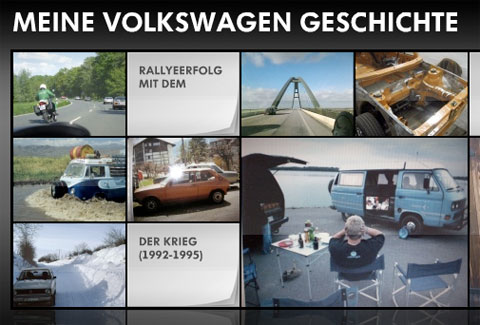 MEINE VOLKSWAGEN GESCHICHTE
RALLYEERFOLG
MIT DEM
DER KRIEG
(1992-1995)